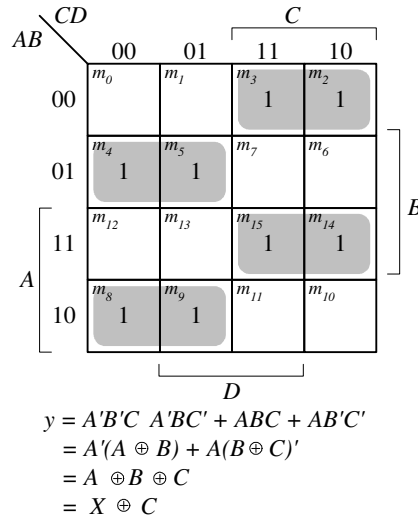 CD
C
AB
00 01 11 10
m0 m1 m3 m2
00 1 1
m4 m5 m7 m6
01 1 1
B
m12 m13 m15 m14
11 1 1
A
m8 m9 m11 m10
10 1 1
D
y = A'B'C A'BC' + ABC + AB'C'
= A'(A ⊕ B) + A(B ⊕ C)'
= A ⊕B ⊕ C
= X ⊕ C